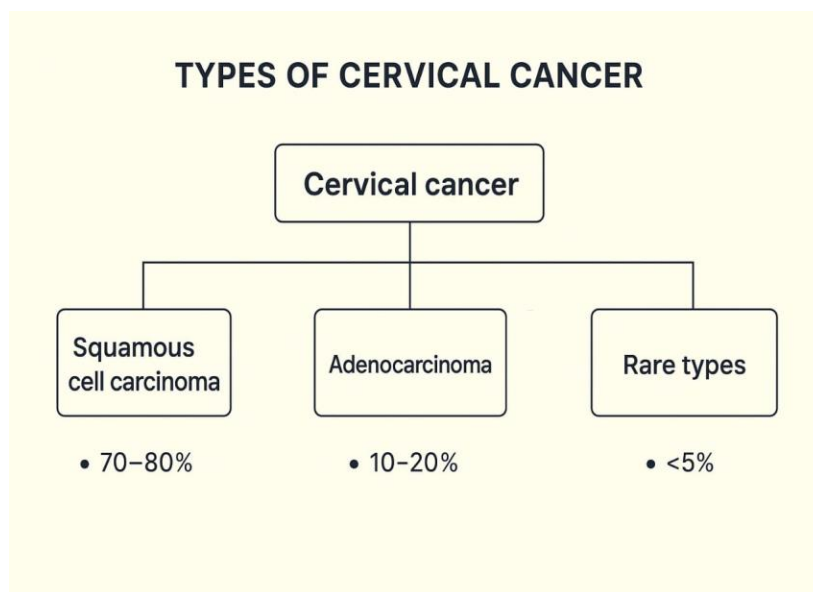 TYPES OF CERVICAL CANCER
Cervical cancer
Squamous
cell carcinoma
• 70–80%
Adenocarcinoma
• 10–20%
Rare types
• <5%